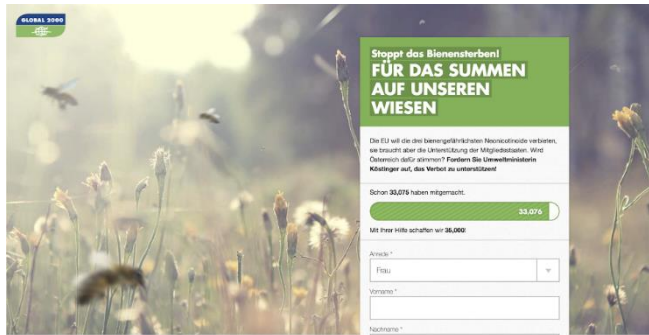 GLOBAL 2000
Stoppt das Bienensterben!
FÜR DAS SUMMEN
AUF UNSEREN
WIESEN
Die EU will die drei bienengefährlichsten Neonicotinoide verbieten,
sie braucht aber die Unterstützung der Mitgliedsstaaten. Wird
Österreich dafür stimmen? Fordern Sie Umweltministerin
Köstinger auf, das Verbot zu unterstützen!
Schon 33,075 haben mitgemacht.
33,076
Mit Ihrer Hilfe schaffen wir 35,000!
Anrede *
Frau
Vorname *
Nachname *